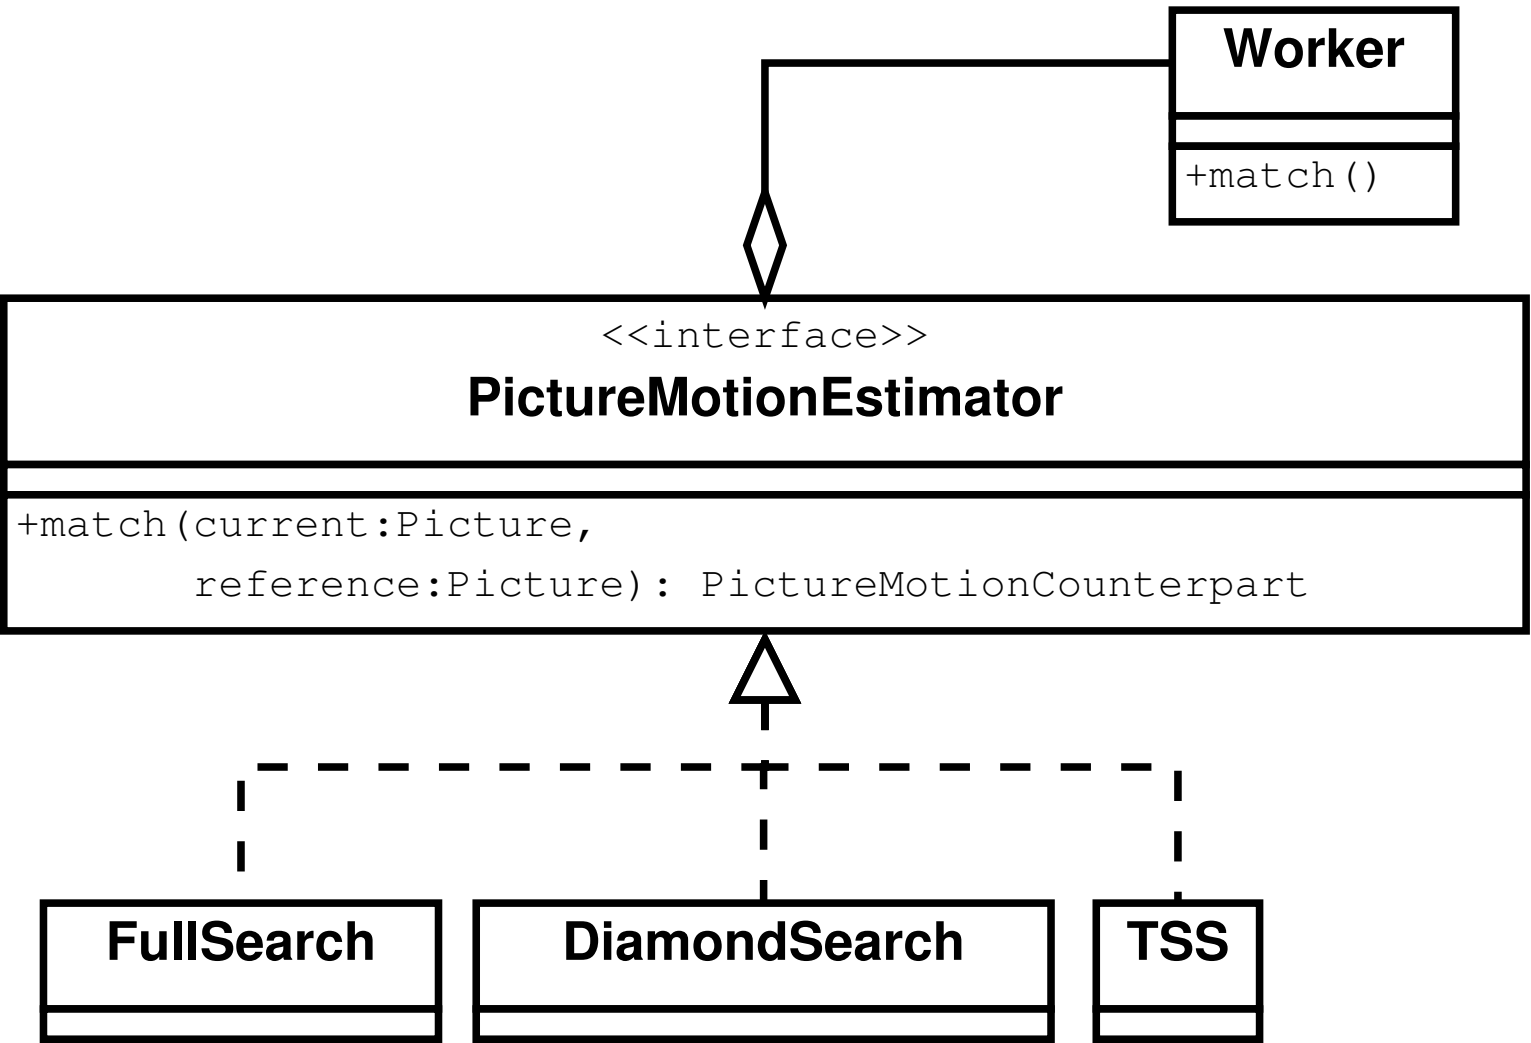 Worker
+match()
<<interface>>
PictureMotionEstimator
+match(current:Picture,
reference:Picture): PictureMotionCounterpart
FullSearch
DiamondSearch
TSS